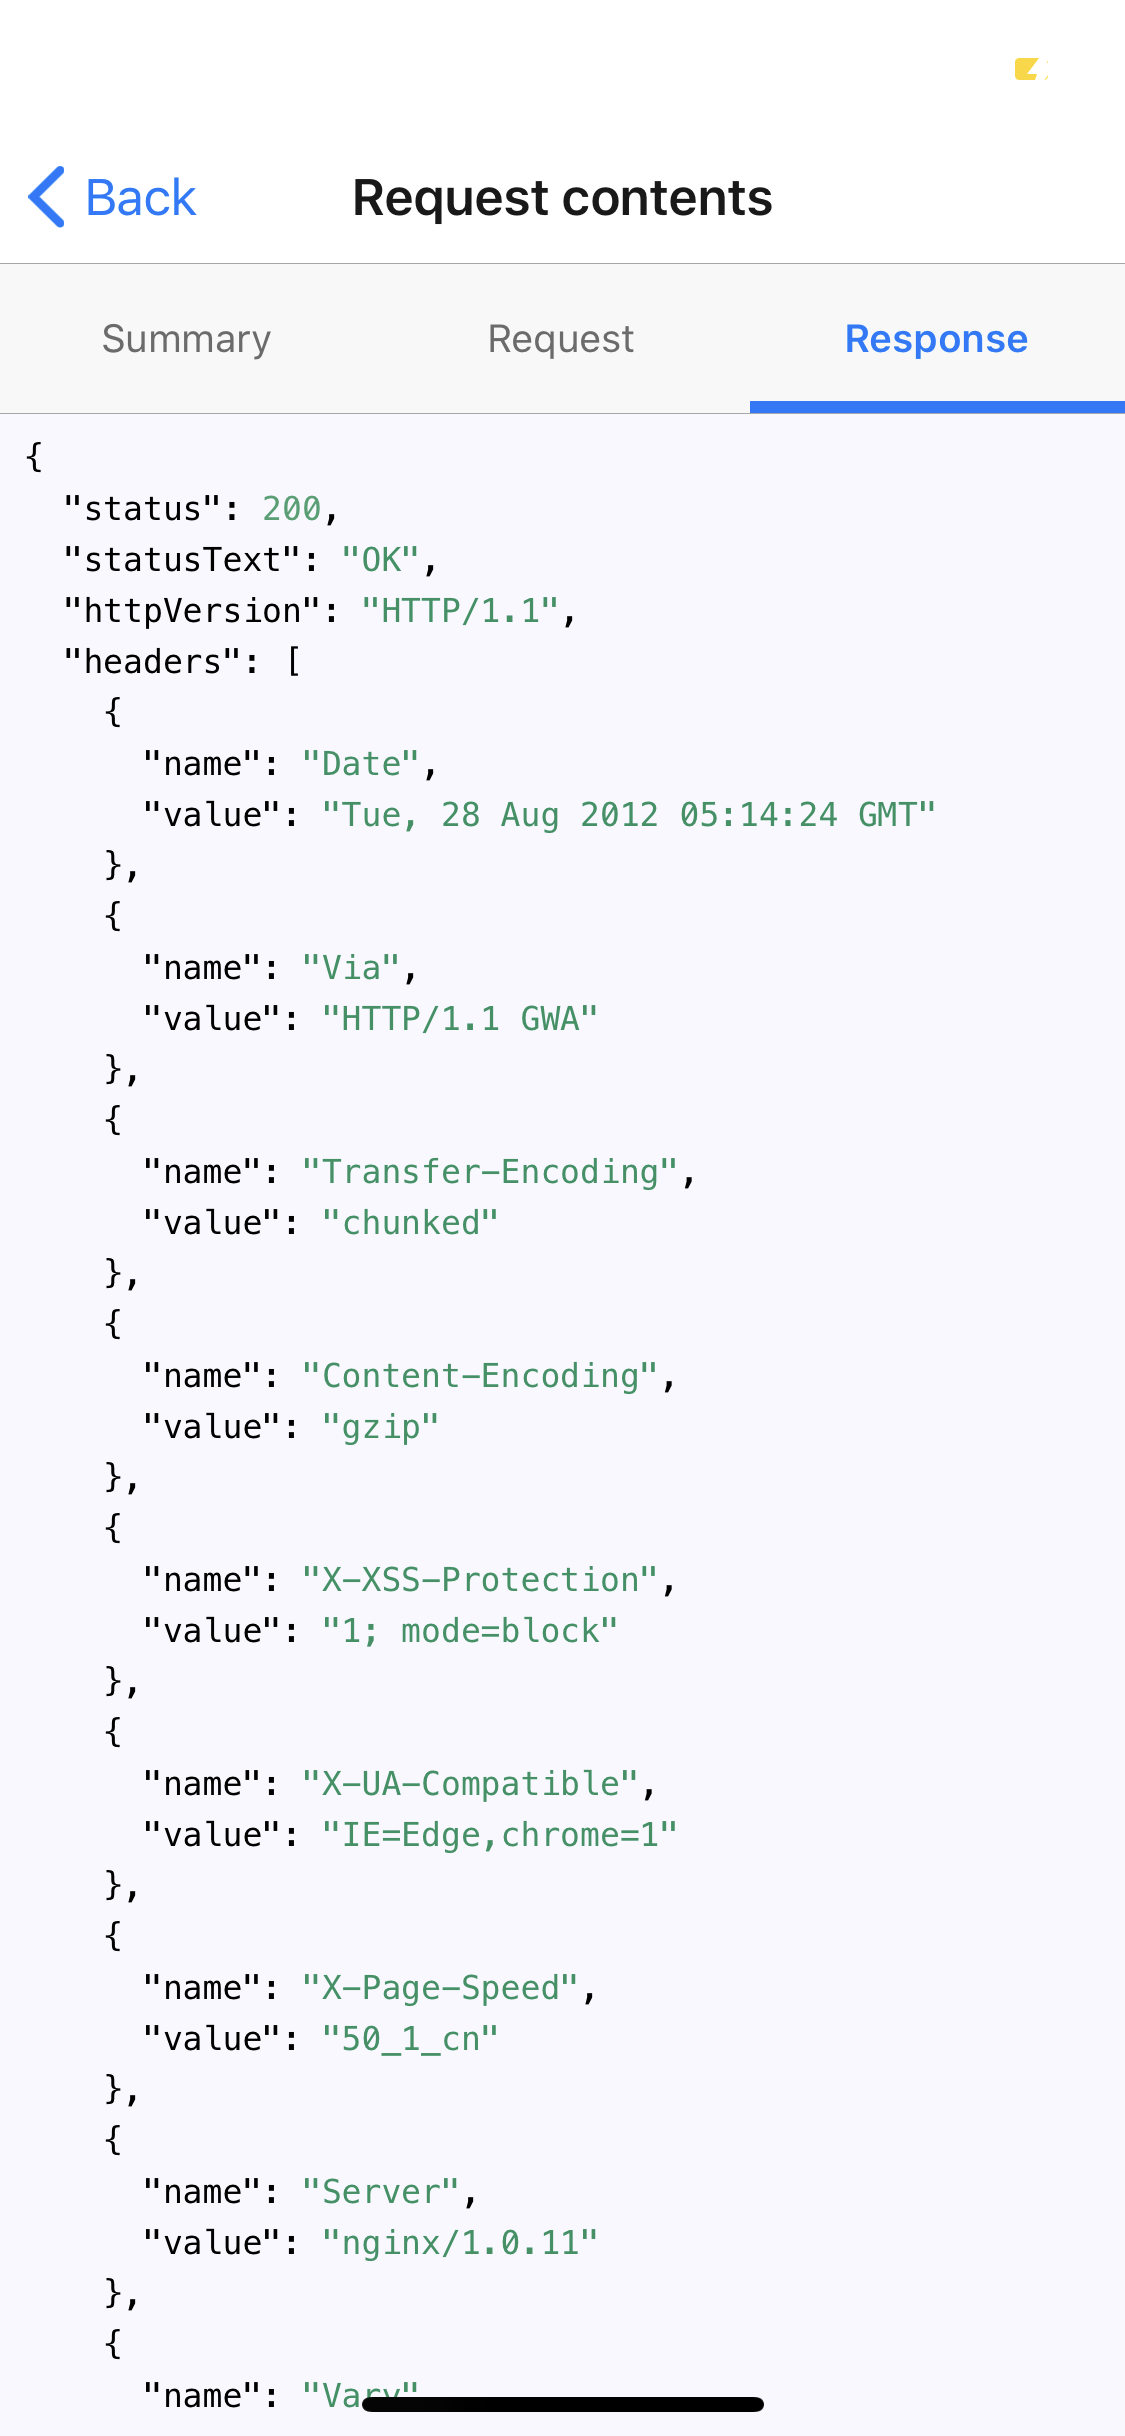 Back
Request contents
Summary
Request
Response
{
  "status": 200,
  "statusText": "OK",
  "httpVersion": "HTTP/1.1",
  "headers": [
    {
      "name": "Date",
      "value": "Tue, 28 Aug 2012 05:14:24 GMT"
    },
    {
      "name": "Via",
      "value": "HTTP/1.1 GWA"
    },
    {
      "name": "Transfer-Encoding",
      "value": "chunked"
    },
    {
      "name": "Content-Encoding",
      "value": "gzip"
    },
    {
      "name": "X-XSS-Protection",
      "value": "1; mode=block"
    },
    {
      "name": "X-UA-Compatible",
      "value": "IE=Edge,chrome=1"
    },
    {
      "name": "X-Page-Speed",
      "value": "50_1_cn"
    },
    {
      "name": "Server",
      "value": "nginx/1.0.11"
    },
    {
      "name": "Vary"